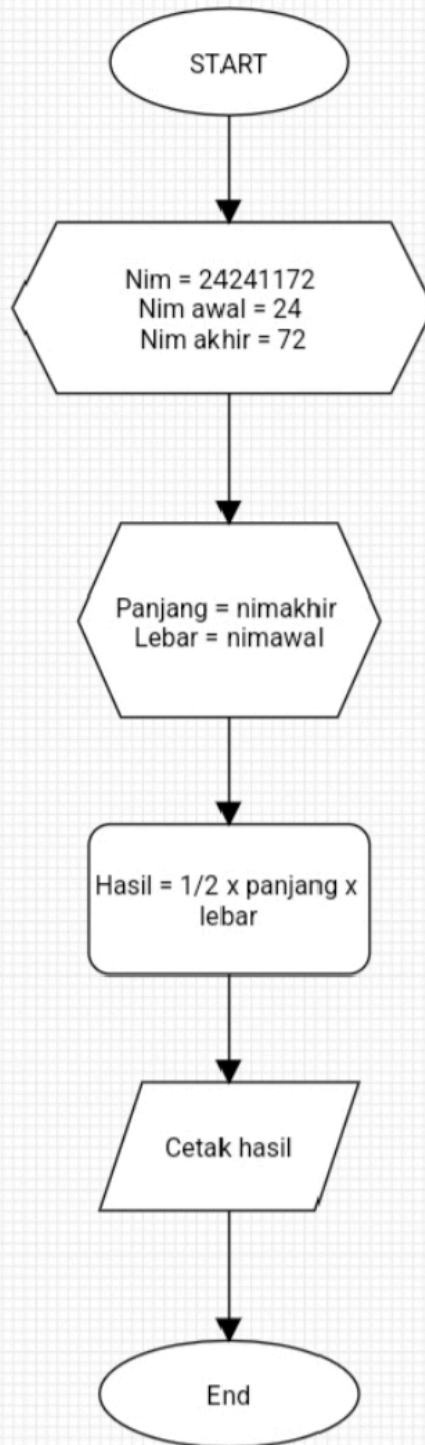 START
Nim = 24241172
Nim awal = 24
Nim akhir = 72
Panjang = nimakhir
Lebar = nimawal
Hasil = 1/2 x panjang x
lebar
Cetak hasil
End